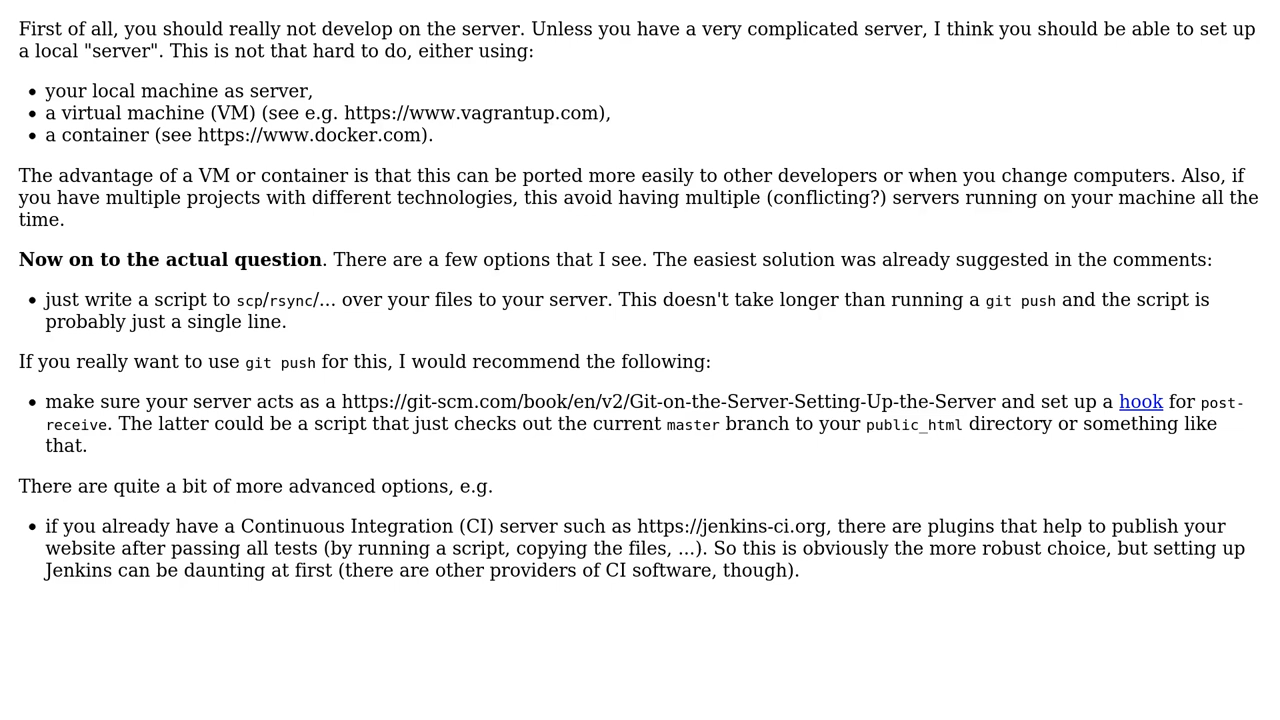 First of all, you should really not develop on the server. Unless you have a very complicated server, I think you should be able to set up
a local "server". This is not that hard to do, either using:
• your local machine as server,
• a virtual machine (VM) (see e.g. https://www.vagrantup.com),
• a container (see https://www.docker.com).
The advantage of a VM or container is that this can be ported more easily to other developers or when you change computers. Also, if
you have multiple projects with different technologies, this avoid having multiple (conflicting?) servers running on your machine all the
time.
Now on to the actual question. There are a few options that I see. The easiest solution was already suggested in the comments:
• just write a script to scp/rsync/... over your files to your server. This doesn't take longer than running a git push and the script is
probably just a single line.
If you really want to use git push for this, I would recommend the following:
• make sure your server acts as a https://git-scm.com/book/en/v2/Git-on-the-Server-Setting-Up-the-Server and set up a hook for post-
receive. The latter could be a script that just checks out the current master branch to your public_html directory or something like
that.
There are quite a bit of more advanced options, e.g.
• if you already have a Continuous Integration (CI) server such as https://jenkins-ci.org, there are plugins that help to publish your
website after passing all tests (by running a script, copying the files, ...). So this is obviously the more robust choice, but setting up
Jenkins can be daunting at first (there are other providers of CI software, though).